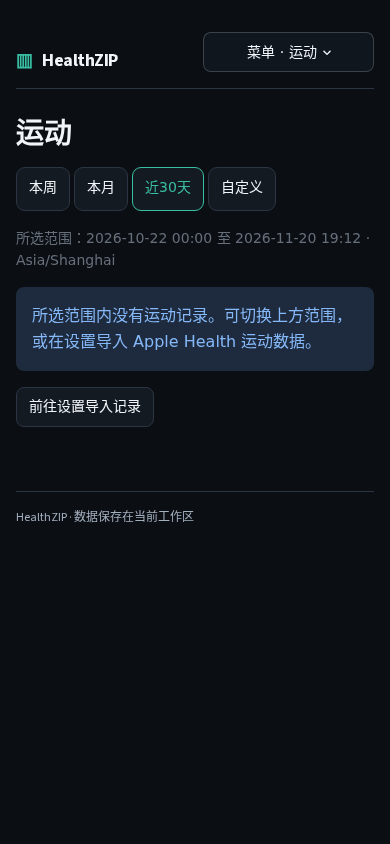 HealthZIP
菜单 · 运动
运动
本周
本月
近30天
自定义
所选范围：2026-10-22 00:00 至 2026-11-20 19:12 ·
Asia/Shanghai
所选范围内没有运动记录。可切换上方范围，
或在设置导入 Apple Health 运动数据。
前往设置导入记录
HealthZIP · 数据保存在当前工作区